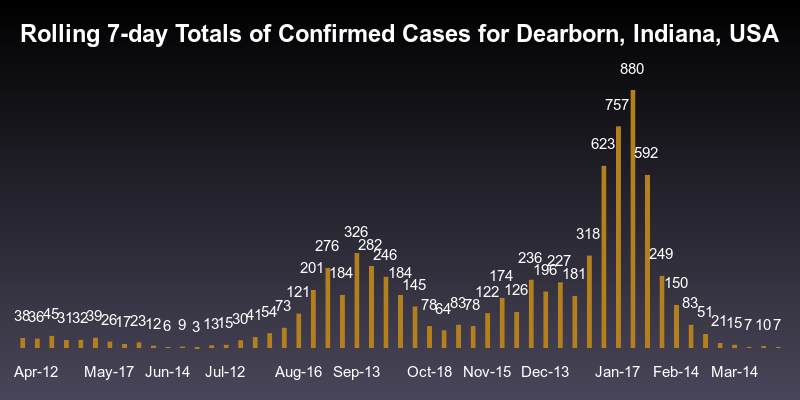 Rolling 7-day Totals of Confirmed Cases for Dearborn, Indiana, USA
38 36 45 31 32 39 26 17 23 12 6 9 3 13 15 30 41 54 73 121 201 276 184 326 282 246 184 145 78 64 83 78 122 174 126 236 196 227 181 318 623 757 880 592 249 150 83 51 21 15 7 10 7
Apr-12 May-17 Jun-14 Jul-12 Aug-16 Sep-13 Oct-18 Nov-15 Dec-13 Jan-17 Feb-14 Mar-14